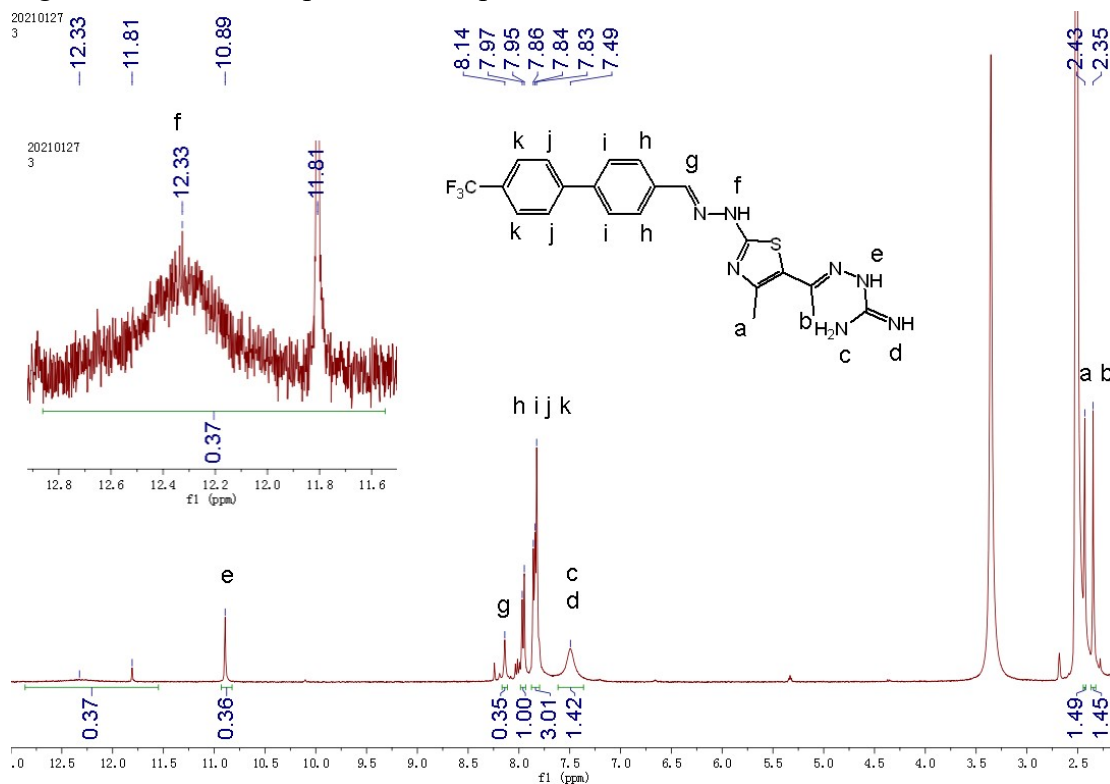 20210127
3
12.33
11.81
10.89
8.14
7.97
7.95
7.86
7.84
7.83
7.49
2.43
2.35
20210127
3
f
12.33
11.81
0.37
12.8 12.6 12.4 12.2 12.0 11.8 11.6
f1 (ppm)
k j i h
g
f
F3C
N NH
k j i h
S
N
N NH
e
a
b
H2N
NH
c
d
a b
h i j k
e
g
c
d
0.37
0.36
0.35
1.00
3.01
1.42
1.49
1.45
12.5 12.0 11.5 11.0 10.5 10.0 9.5 9.0 8.5 8.0 7.5 7.0 6.5 6.0 5.5 5.0 4.5 4.0 3.5 3.0 2.5
f1 (ppm)